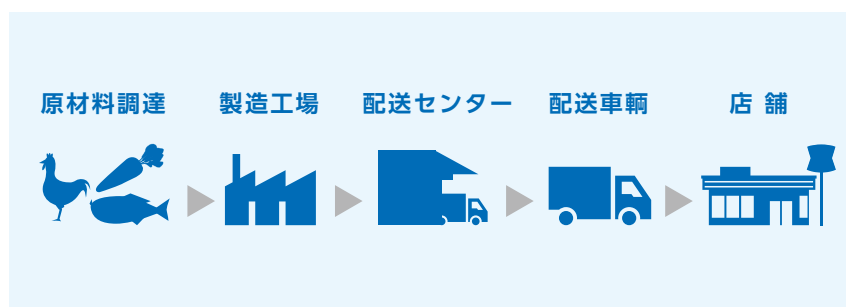 原材料調達
製造工場
配送センター
配送車輌
店 舗